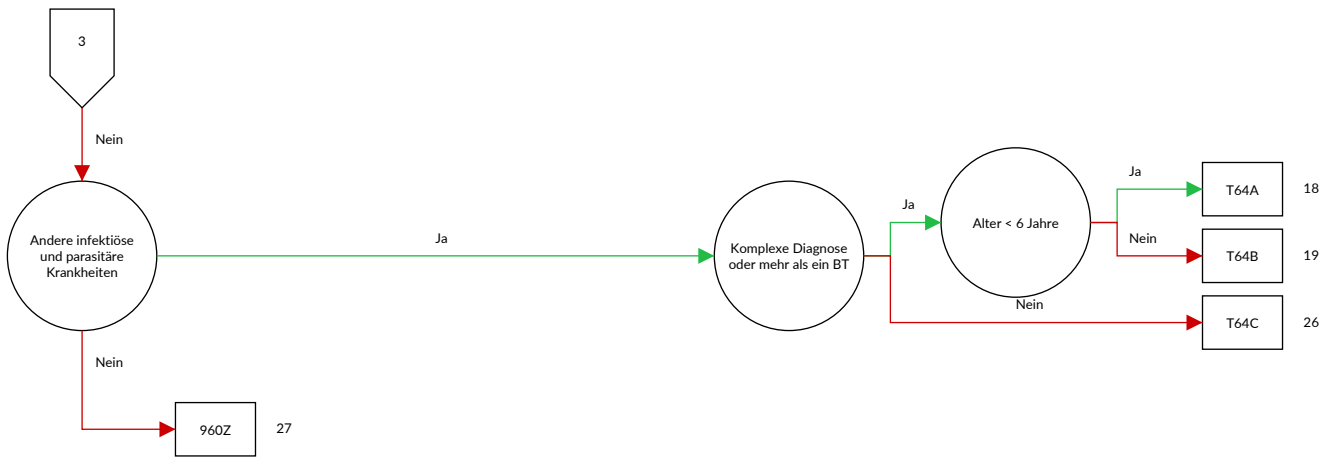 3
Nein
Andere infektiöse
und parasitäre
Krankheiten
Ja
Komplexe Diagnose
oder mehr als ein BT
Ja
Alter < 6 Jahre
Ja
T64A
18
Nein
T64B
19
Nein
T64C
26
Nein
960Z
27